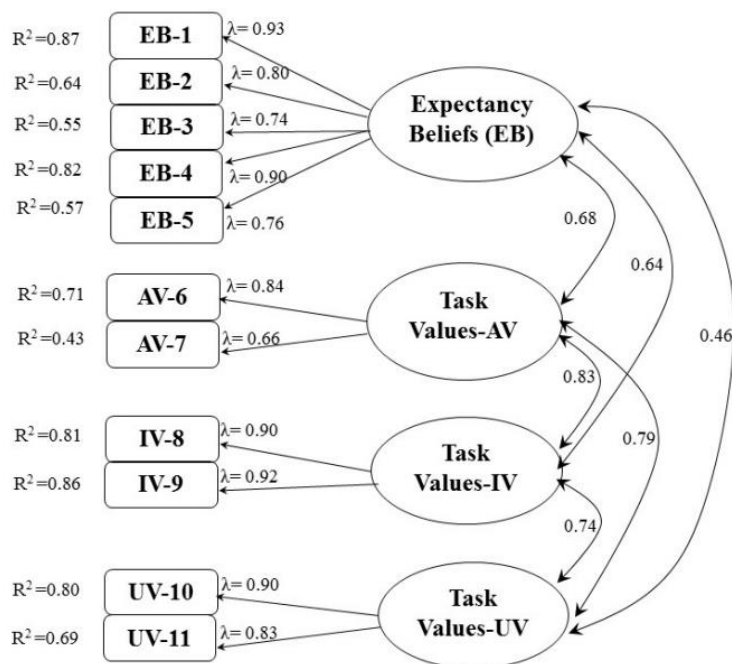 R²=0.87 EB-1 λ= 0.93
R²=0.64 EB-2 λ= 0.80
R²=0.55 EB-3 λ= 0.74
R²=0.82 EB-4 λ= 0.90
R²=0.57 EB-5 λ= 0.76
Expectancy
Beliefs (EB)
0.68
0.64
0.46
R²=0.71 AV-6 λ= 0.84
R²=0.43 AV-7 λ= 0.66
Task
Values-AV
0.83
0.79
R²=0.81 IV-8 λ= 0.90
R²=0.86 IV-9 λ= 0.92
Task
Values-IV
0.74
R²=0.80 UV-10 λ= 0.90
R²=0.69 UV-11 λ= 0.83
Task
Values-UV